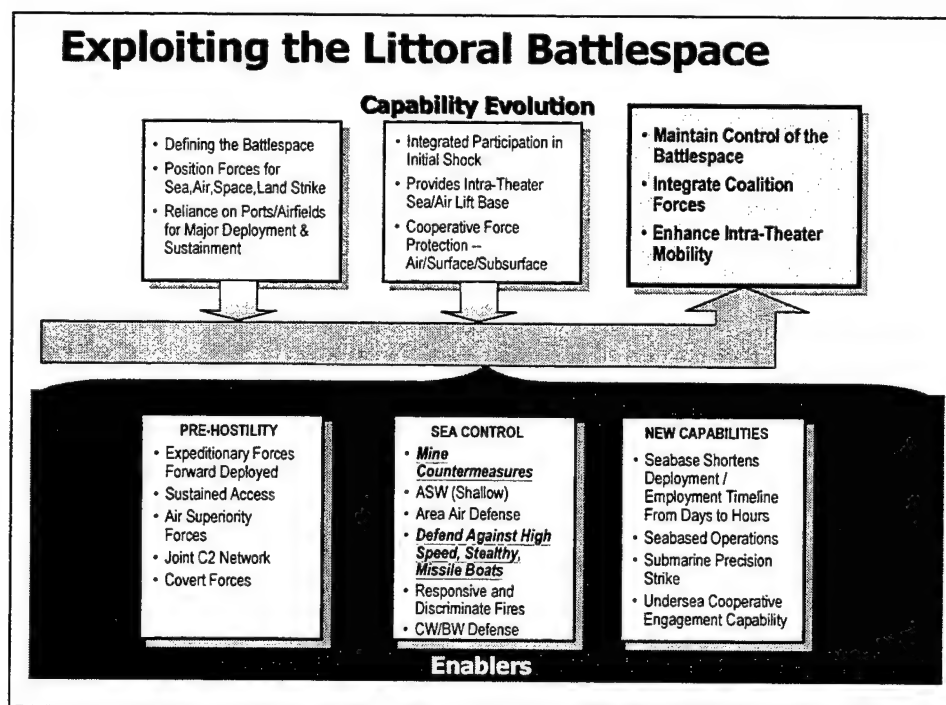 Exploiting the Littoral Battlespace
Capability Evolution
• Defining the Battlespace
• Position Forces for
Sea,Air,Space,Land Strike
• Reliance on Ports/Airfields
for Major Deployment &
Sustainment
• Integrated Participation in
Initial Shock
• Provides Intra-Theater
Sea/Air Lift Base
• Cooperative Force
Protection --
Air/Surface/Subsurface
• Maintain Control of the
Battlespace
• Integrate Coalition
Forces
• Enhance Intra-Theater
Mobility
PRE-HOSTILITY
• Expeditionary Forces
Forward Deployed
• Sustained Access
• Air Superiority
Forces
• Joint C2 Network
• Covert Forces
SEA CONTROL
• Mine
Countermeasures
• ASW (Shallow)
• Area Air Defense
• Defend Against High
Speed, Stealthy,
Missile Boats
• Responsive and
Discriminate Fires
• CW/BW Defense
NEW CAPABILITIES
• Seabase Shortens
Deployment /
Employment Timeline
From Days to Hours
• Seabased Operations
• Submarine Precision
Strike
• Undersea Cooperative
Engagement Capability
Enablers